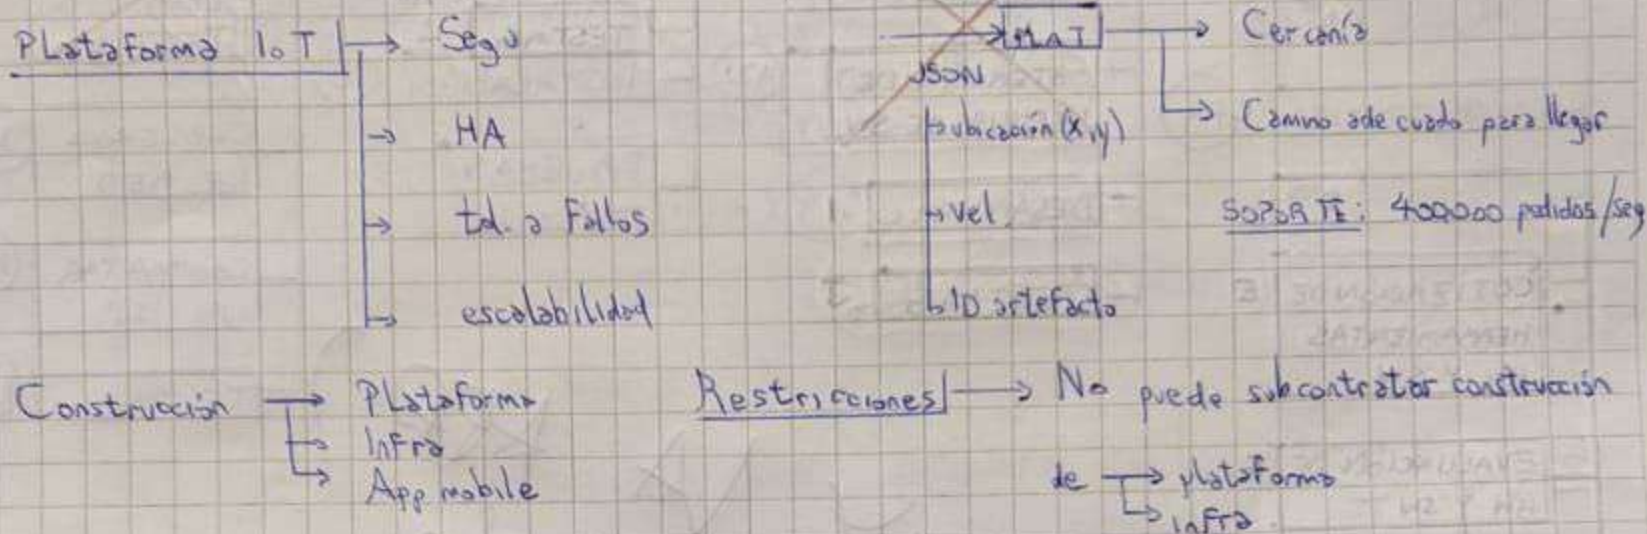 PLataforma IoT → Segu
→ HA
→ tol. a Fallos
→ escalabilidad
→ PLAT → Cercanía
→ Camino adecuado para llegar
JSON
→ ubicación (x,y)
→ vel
→ ID artefacto
SOPORTE: 400000 pedidos/seg
Construcción → PLataforma
→ Infra
→ App mobile
Restricciones → No puede subcontratar construcción
de → plataforma
→ infra